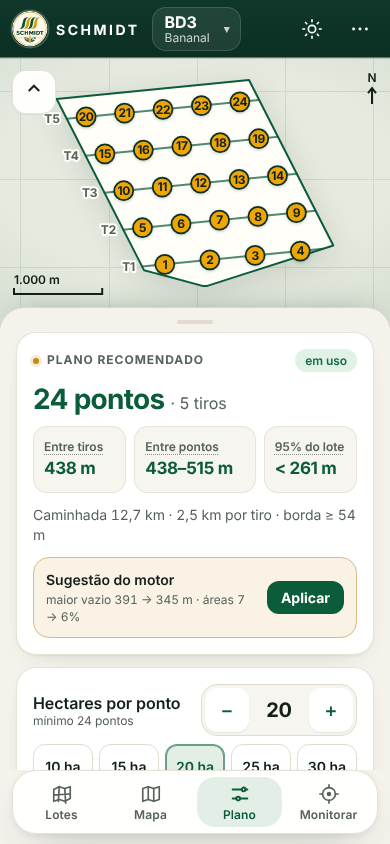 SCHMIDT
SCHMIDT
BD3
Bananal
N
T5
20
21
22
23
24
T4
15
16
17
18
19
T3
10
11
12
13
14
T2
5
6
7
8
9
T1
1
2
3
4
1.000 m
PLANO RECOMENDADO
em uso
24 pontos · 5 tiros
Entre tiros
438 m
Entre pontos
438–515 m
95% do lote
< 261 m
Caminhada 12,7 km · 2,5 km por tiro · borda ≥ 54
m
Sugestão do motor
maior vazio 391 → 345 m · áreas 7
→ 6%
Aplicar
Hectares por ponto
mínimo 24 pontos
− 20 +
10 ha
15 ha
20 ha
25 ha
30 ha
Lotes
Mapa
Plano
Monitorar